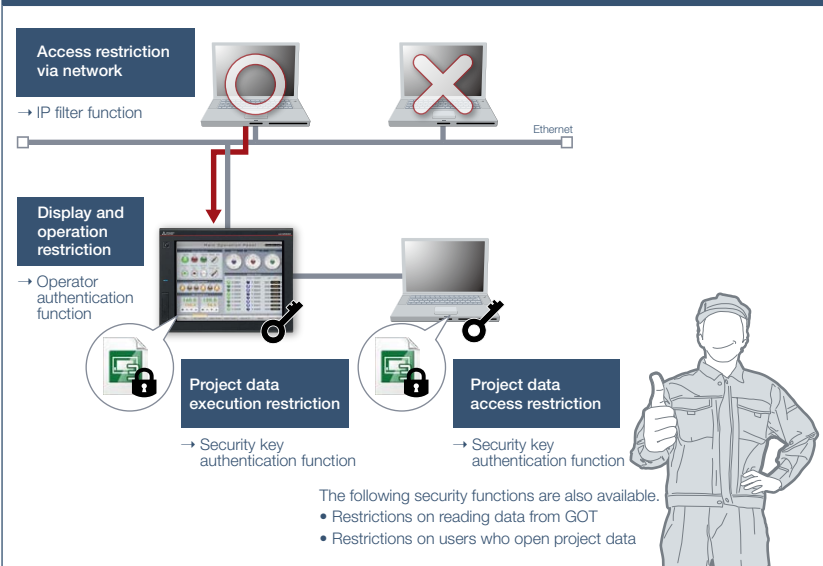 Access restriction
via network
→ IP filter function
Ethernet
Display and
operation
restriction
→ Operator
authentication
function
Project data
execution restriction
→ Security key
authentication function
Project data
access restriction
→ Security key
authentication function
The following security functions are also available.
• Restrictions on reading data from GOT
• Restrictions on users who open project data